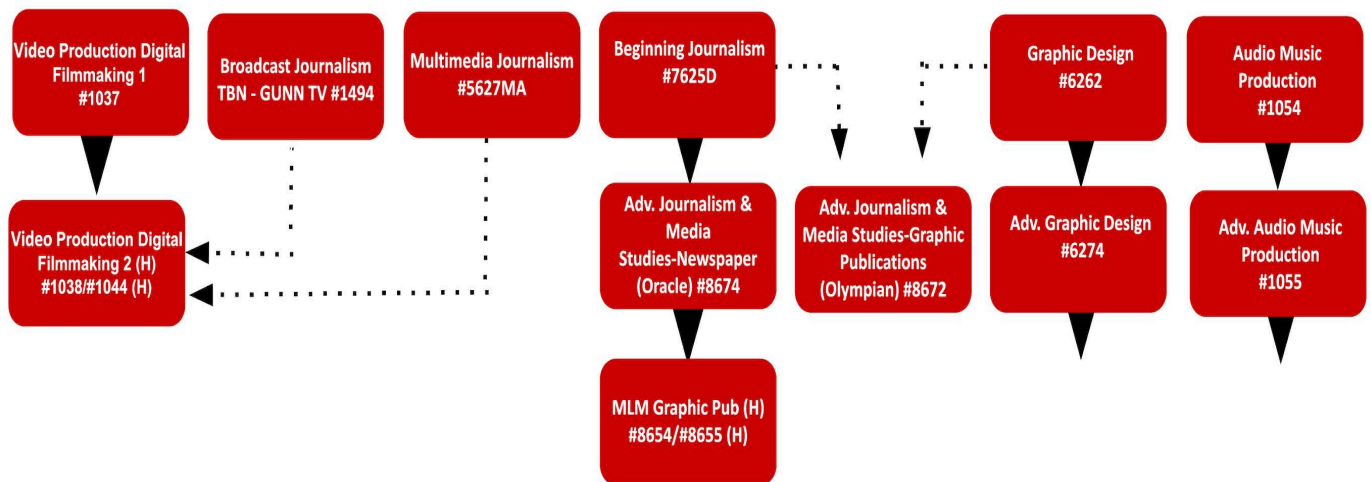 Video Production Digital
Filmmaking 1
#1037
Broadcast Journalism
TBN - GUNN TV #1494
Multimedia Journalism
#5627MA
Beginning Journalism
#7625D
Graphic Design
#6262
Audio Music
Production
#1054
Video Production Digital
Filmmaking 2 (H)
#1038/#1044 (H)
Adv. Journalism &
Media
Studies-Newspaper
(Oracle) #8674
Adv. Journalism &
Media Studies-Graphic
Publications
(Olympian) #8672
Adv. Graphic Design
#6274
Adv. Audio Music
Production
#1055
MLM Graphic Pub (H)
#8654/#8655 (H)